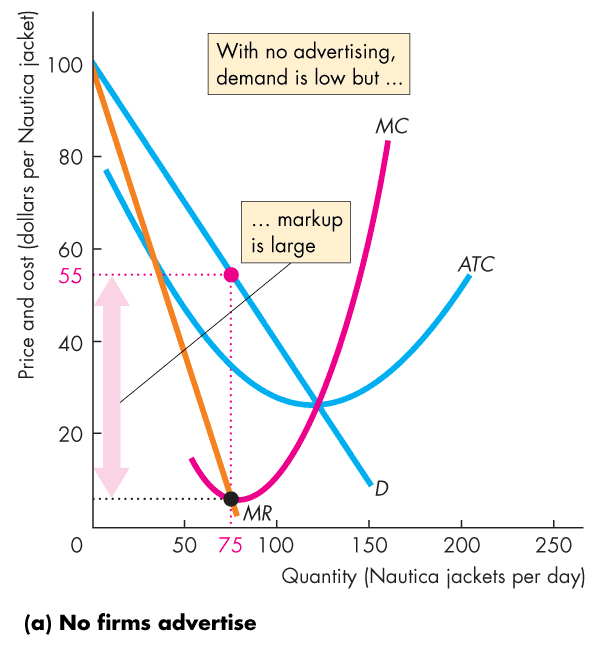 Price and cost (dollars per Nautica jacket)
With no advertising,
demand is low but …
100
MC
80
… markup
is large
60
ATC
55
40
20
D
MR
0
50
75
100
150
200
250
Quantity (Nautica jackets per day)
(a) No firms advertise